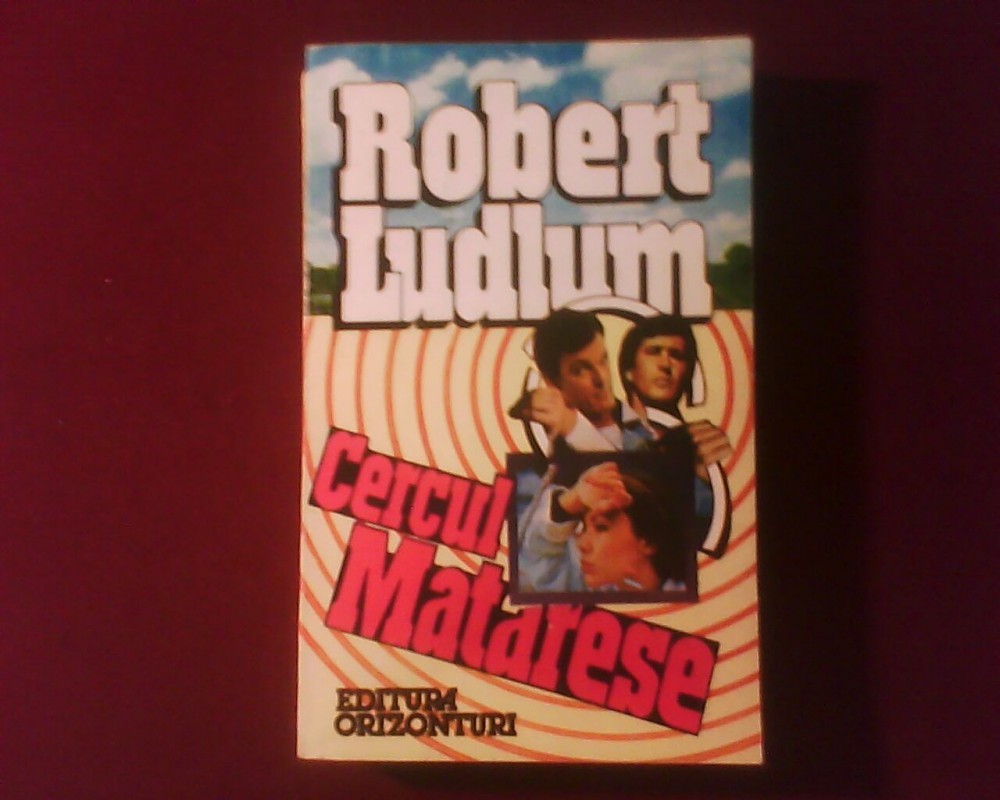 Robert
Ludlum
Cercul
Matarese
EDITURA
ORIZONTURI